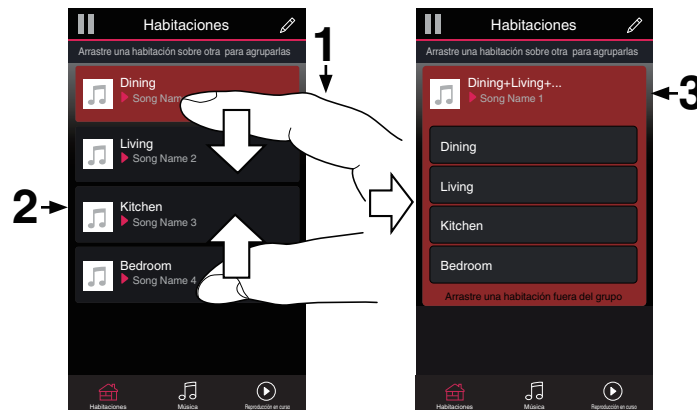 Habitaciones
Arrastre una habitación sobre otra para agruparlas
1
Dining
Song Nam
Living
Song Name 2
2
Kitchen
Song Name 3
Bedroom
Song Name 4
Habitaciones
Música
Reproducción en curso
Habitaciones
Arrastre una habitación sobre otra para agruparlas
Dining+Living+...
Song Name 1
3
Dining
Living
Kitchen
Bedroom
Arrastre una habitación fuera del grupo
Habitaciones
Música
Reproducción en curso